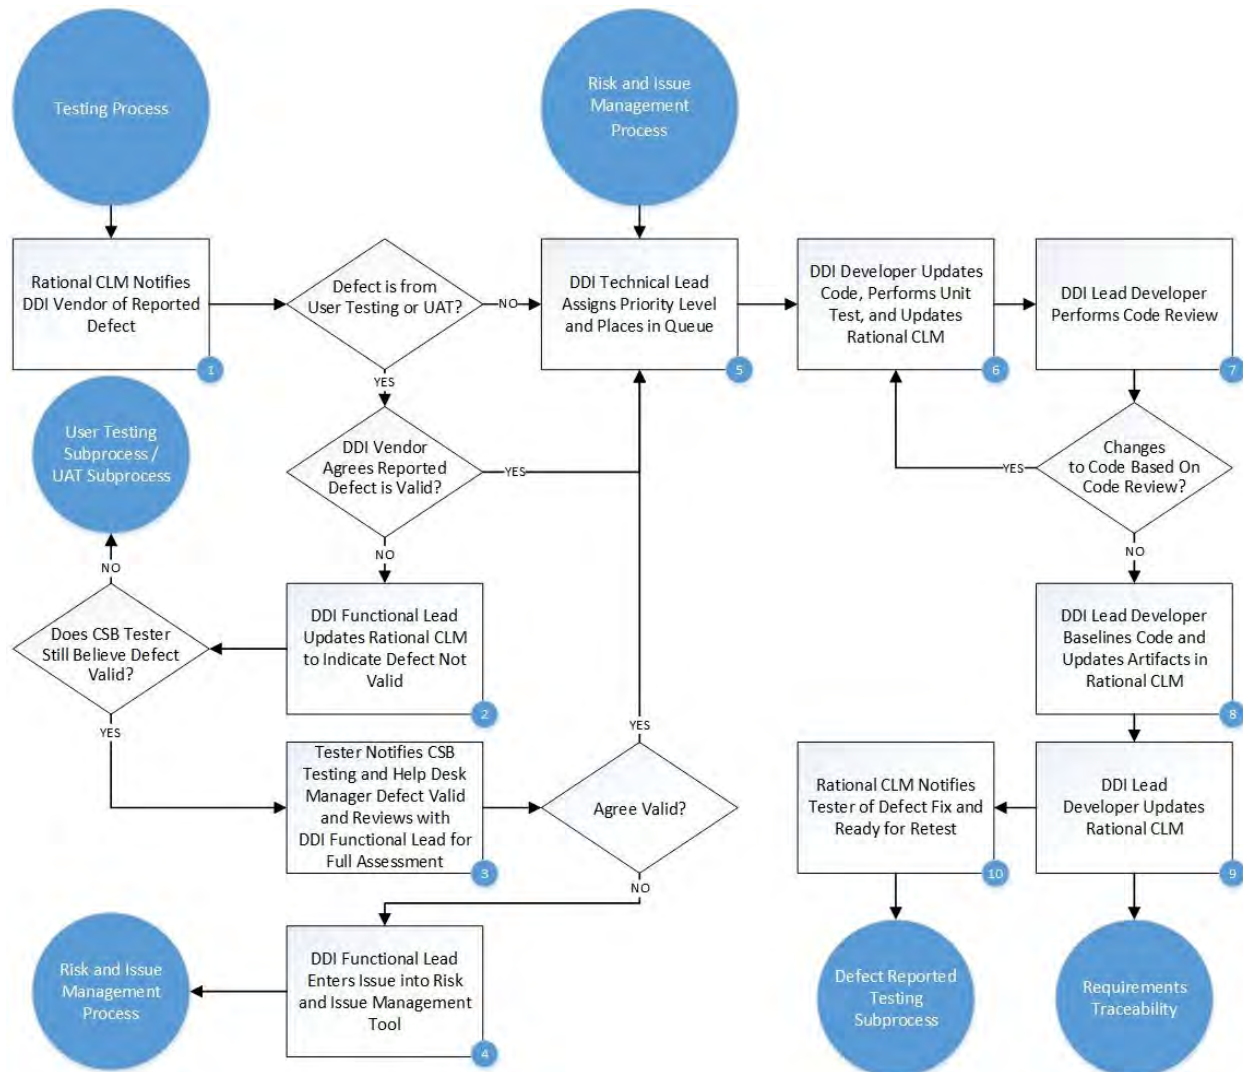 Testing Process
Risk and Issue
Management
Process
Rational CLM Notifies
DDI Vendor of Reported
Defect
1
Defect is from
User Testing or UAT?
NO
YES
DDI Technical Lead
Assigns Priority Level
and Places in Queue
5
DDI Developer Updates
Code, Performs Unit
Test, and Updates
Rational CLM
6
DDI Lead Developer
Performs Code Review
7
User Testing
Subprocess /
UAT Subprocess
DDI Vendor
Agrees Reported
Defect is Valid?
YES
NO
Changes
to Code Based On
Code Review?
YES
NO
Does CSB Tester
Still Believe Defect
Valid?
NO
YES
DDI Functional Lead
Updates Rational CLM
to Indicate Defect Not
Valid
2
DDI Lead Developer
Baselines Code and
Updates Artifacts in
Rational CLM
8
Tester Notifies CSB
Testing and Help Desk
Manager Defect Valid
and Reviews with
DDI Functional Lead for
Full Assessment
3
Agree Valid?
YES
NO
Rational CLM Notifies
Tester of Defect Fix and
Ready for Retest
10
DDI Lead
Developer Updates
Rational CLM
9
Risk and Issue
Management
Process
DDI Functional Lead
Enters Issue into Risk
and Issue Management
Tool
4
Defect Reported
Testing
Subprocess
Requirements
Traceability